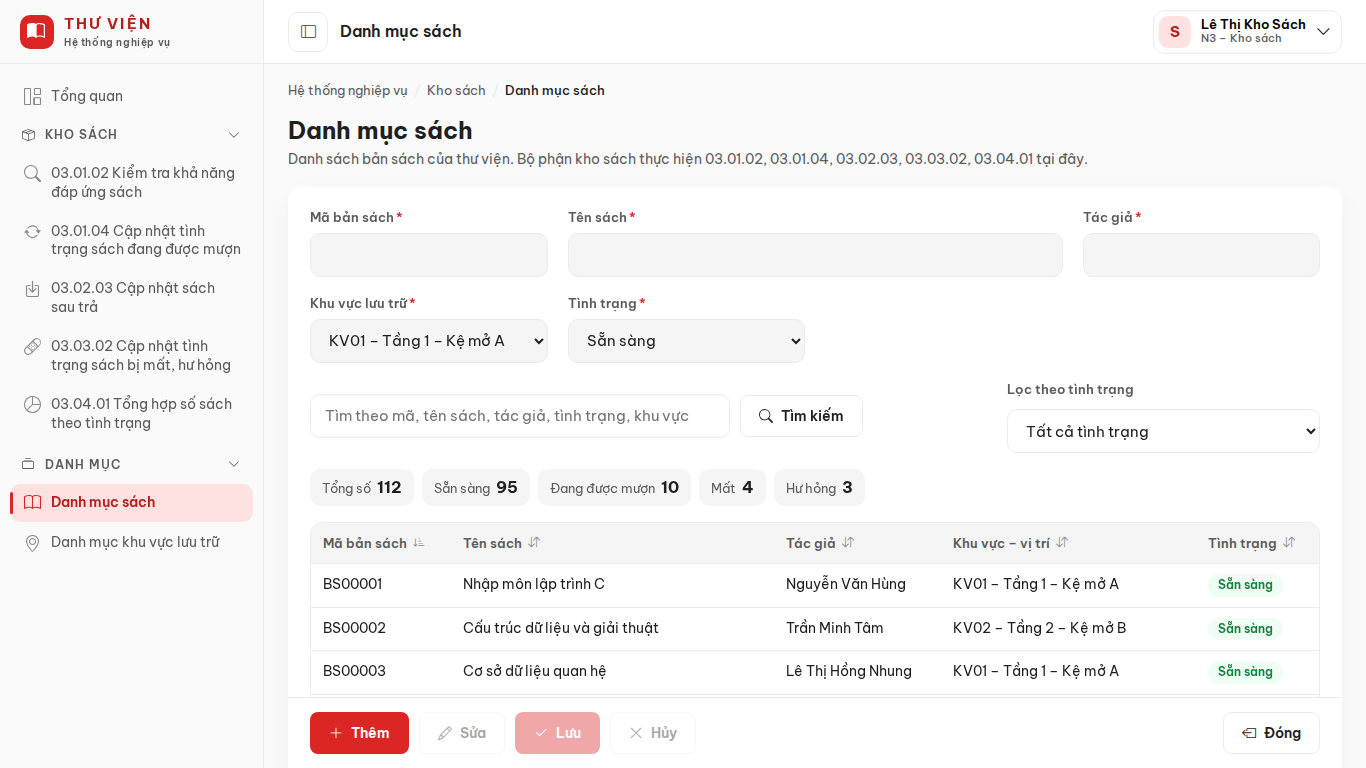 THƯ VIỆN
Hệ thống nghiệp vụ
Danh mục sách
S
Lê Thị Kho Sách
N3 – Kho sách
Tổng quan
KHO SÁCH
03.01.02 Kiểm tra khả năng
đáp ứng sách
03.01.04 Cập nhật tình
trạng sách đang được mượn
03.02.03 Cập nhật sách
sau trả
03.03.02 Cập nhật tình
trạng sách bị mất, hư hỏng
03.04.01 Tổng hợp số sách
theo tình trạng
DANH MỤC
Danh mục sách
Danh mục khu vực lưu trữ
Hệ thống nghiệp vụ / Kho sách / Danh mục sách
Danh mục sách
Danh sách bản sách của thư viện. Bộ phận kho sách thực hiện 03.01.02, 03.01.04, 03.02.03, 03.03.02, 03.04.01 tại đây.
Mã bản sách * Tên sách * Tác giả *
Khu vực lưu trữ * Tình trạng *
KV01 – Tầng 1 – Kệ mở A Sẵn sàng
Lọc theo tình trạng
Tìm theo mã, tên sách, tác giả, tình trạng, khu vực Tìm kiếm Tất cả tình trạng
Tổng số 112 Sẵn sàng 95 Đang được mượn 10 Mất 4 Hư hỏng 3
Mã bản sách Tên sách Tác giả Khu vực – vị trí Tình trạng
BS00001 Nhập môn lập trình C Nguyễn Văn Hùng KV01 – Tầng 1 – Kệ mở A Sẵn sàng
BS00002 Cấu trúc dữ liệu và giải thuật Trần Minh Tâm KV02 – Tầng 2 – Kệ mở B Sẵn sàng
BS00003 Cơ sở dữ liệu quan hệ Lê Thị Hồng Nhung KV01 – Tầng 1 – Kệ mở A Sẵn sàng
Thêm Sửa Lưu Hủy Đóng